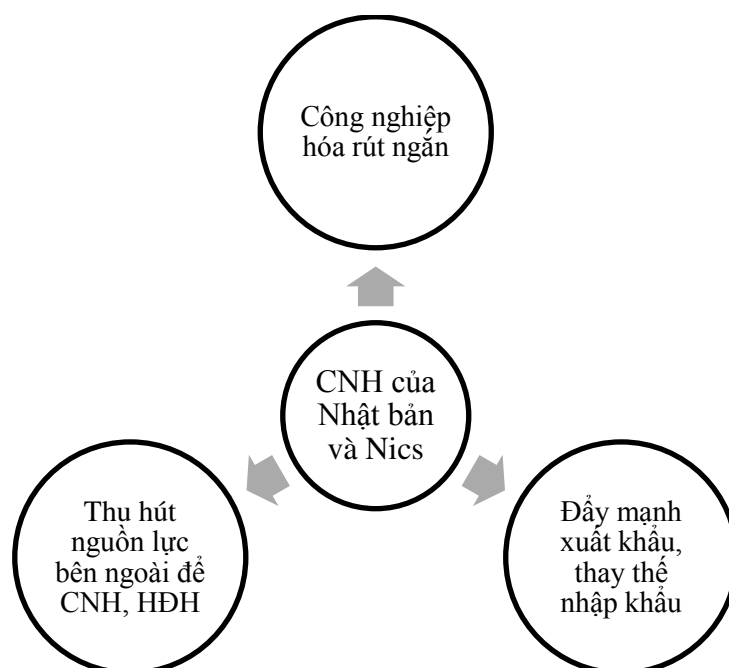 Công nghiệp
hóa rút ngắn
CNH của
Nhật bản
và Nics
Thu hút
nguồn lực
bên ngoài để
CNH, HĐH
Đẩy mạnh
xuất khẩu,
thay thế
nhập khẩu